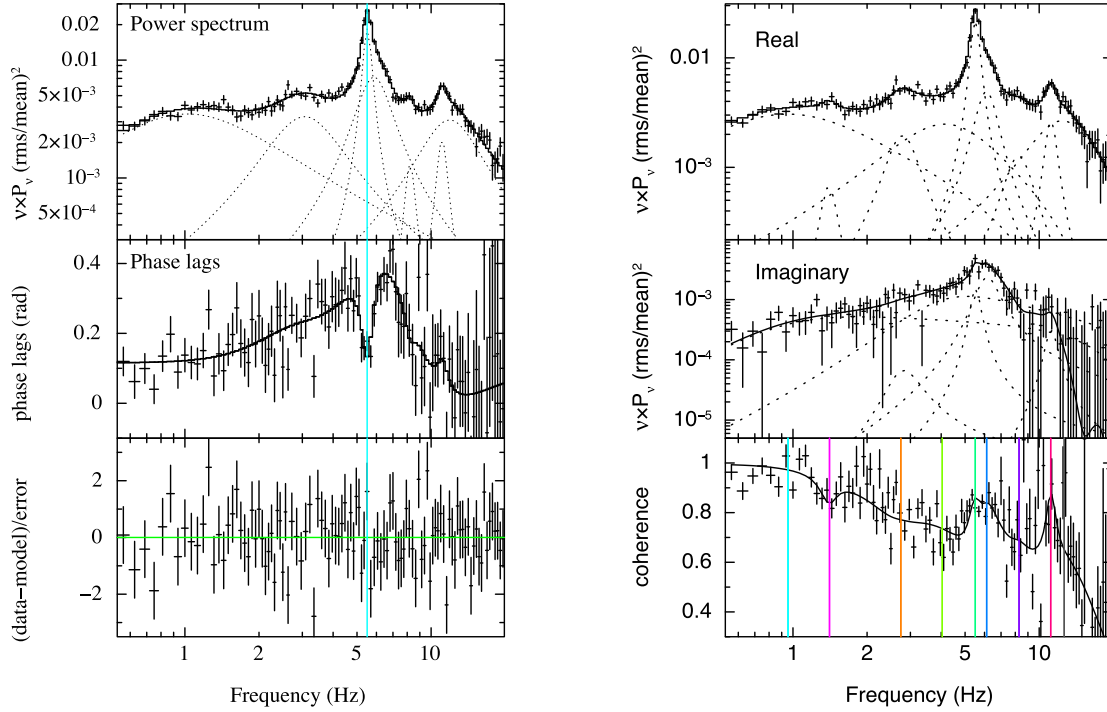 Power spectrum
0.02
0.01
5×10⁻³
2×10⁻³
10⁻³
5×10⁻⁴
ν×Pᵥ (rms/mean)²
Phase lags
0.4
0.2
0
phase lags (rad)
2
0
−2
(data−model)/error
1
2
5
10
Frequency (Hz)
Real
0.01
10⁻³
ν×Pᵥ (rms/mean)²
Imaginary
10⁻³
10⁻⁴
10⁻⁵
ν×Pᵥ (rms/mean)²
1
0.8
0.6
0.4
coherence
1
2
5
10
Frequency (Hz)